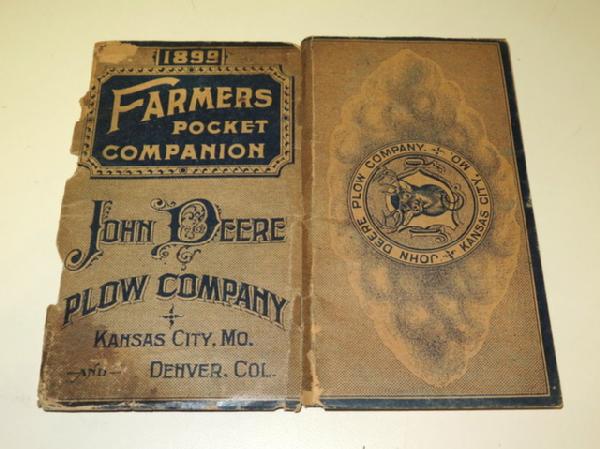 1899
FARMERS
POCKET
COMPANION
JOHN DEERE
PLOW COMPANY
KANSAS CITY, MO.
—AND— DENVER, COL.
JOHN DEERE PLOW COMPANY. KANSAS CITY, MO